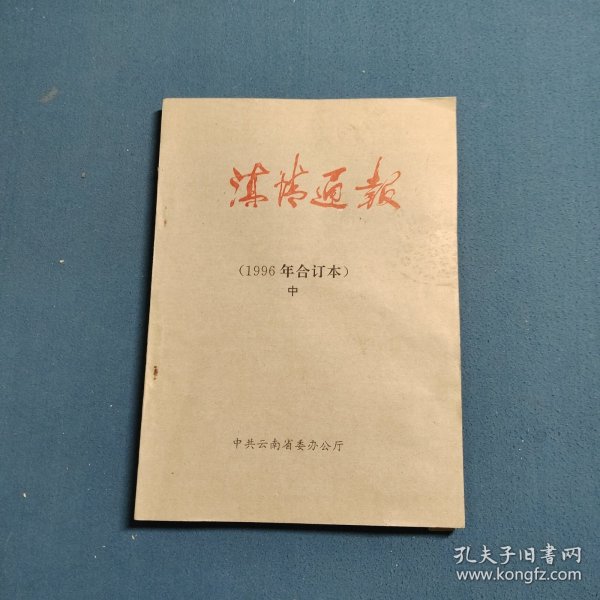 滇情通报
(1996年合订本)
中
中共云南省委办公厅
孔夫子旧书网
www.kongfz.com